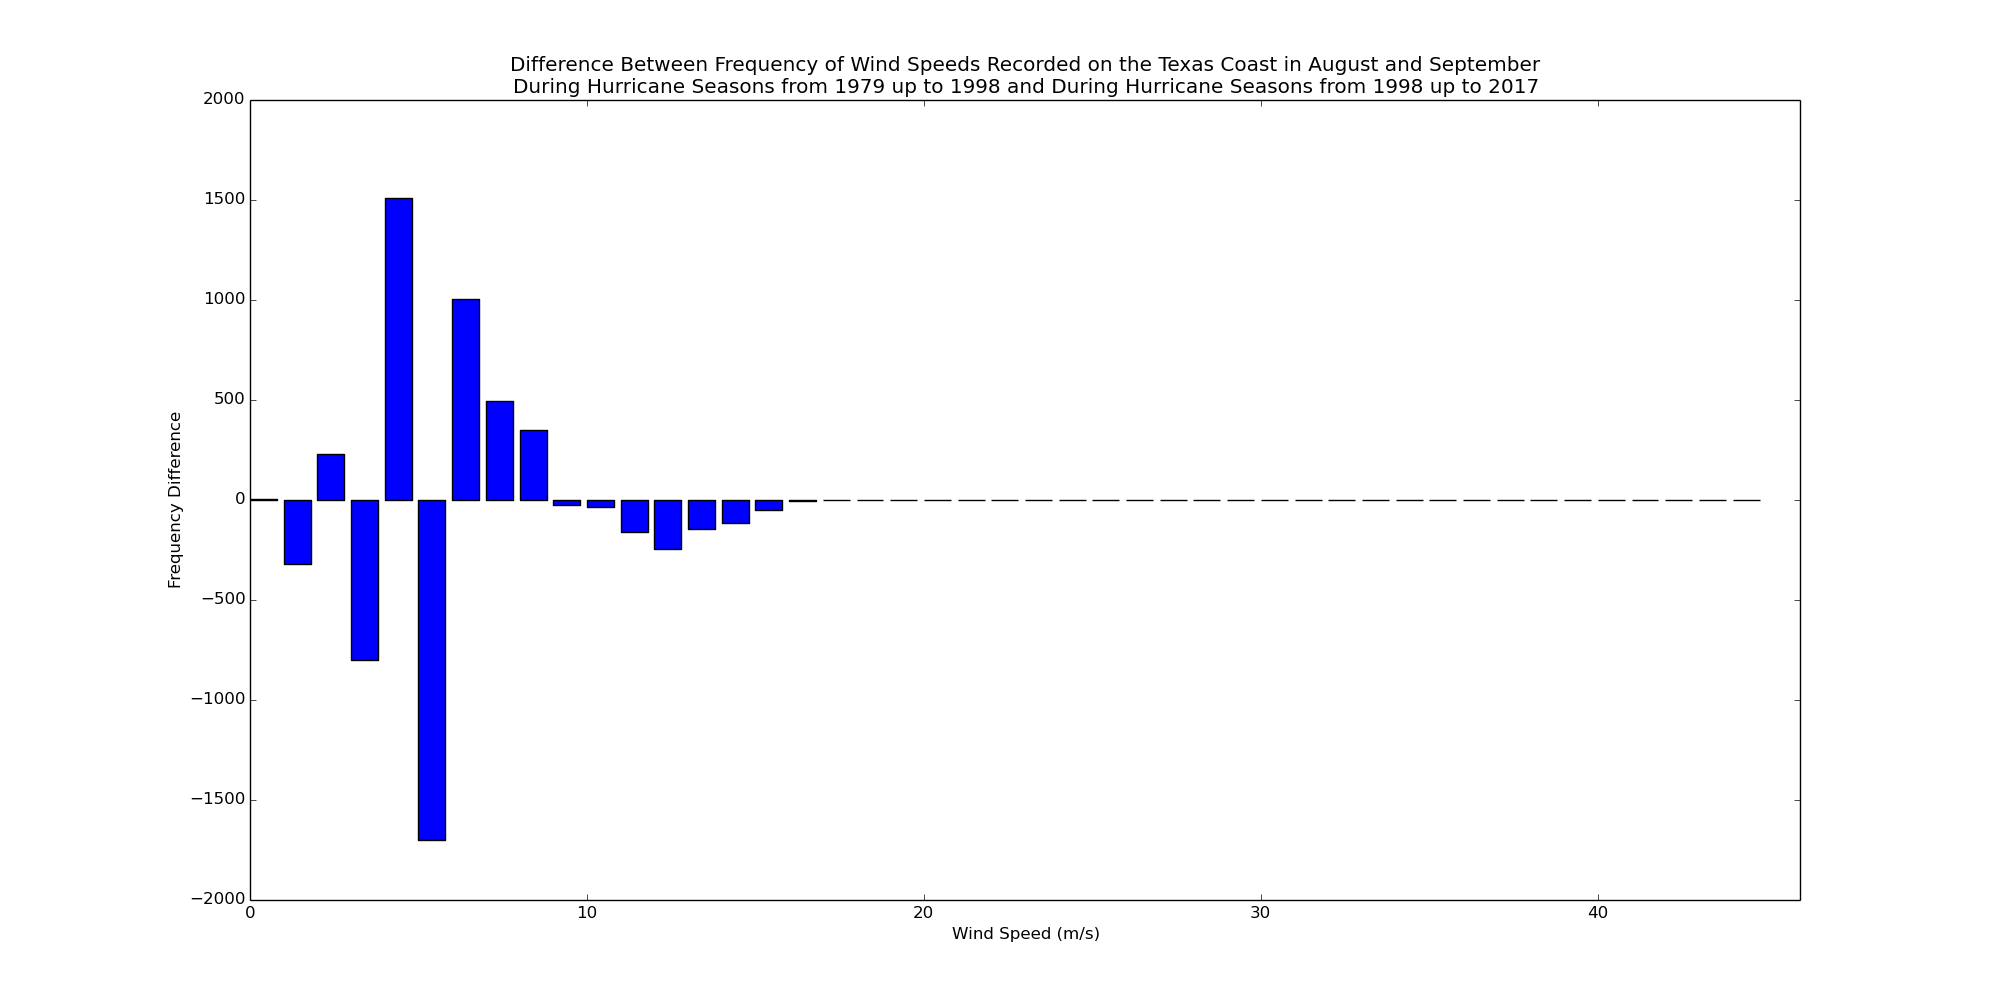 Difference Between Frequency of Wind Speeds Recorded on the Texas Coast in August and September
During Hurricane Seasons from 1979 up to 1998 and During Hurricane Seasons from 1998 up to 2017
2000
1500
1000
500
0
−500
−1000
−1500
−2000
Frequency Difference
0 10 20 30 40
Wind Speed (m/s)